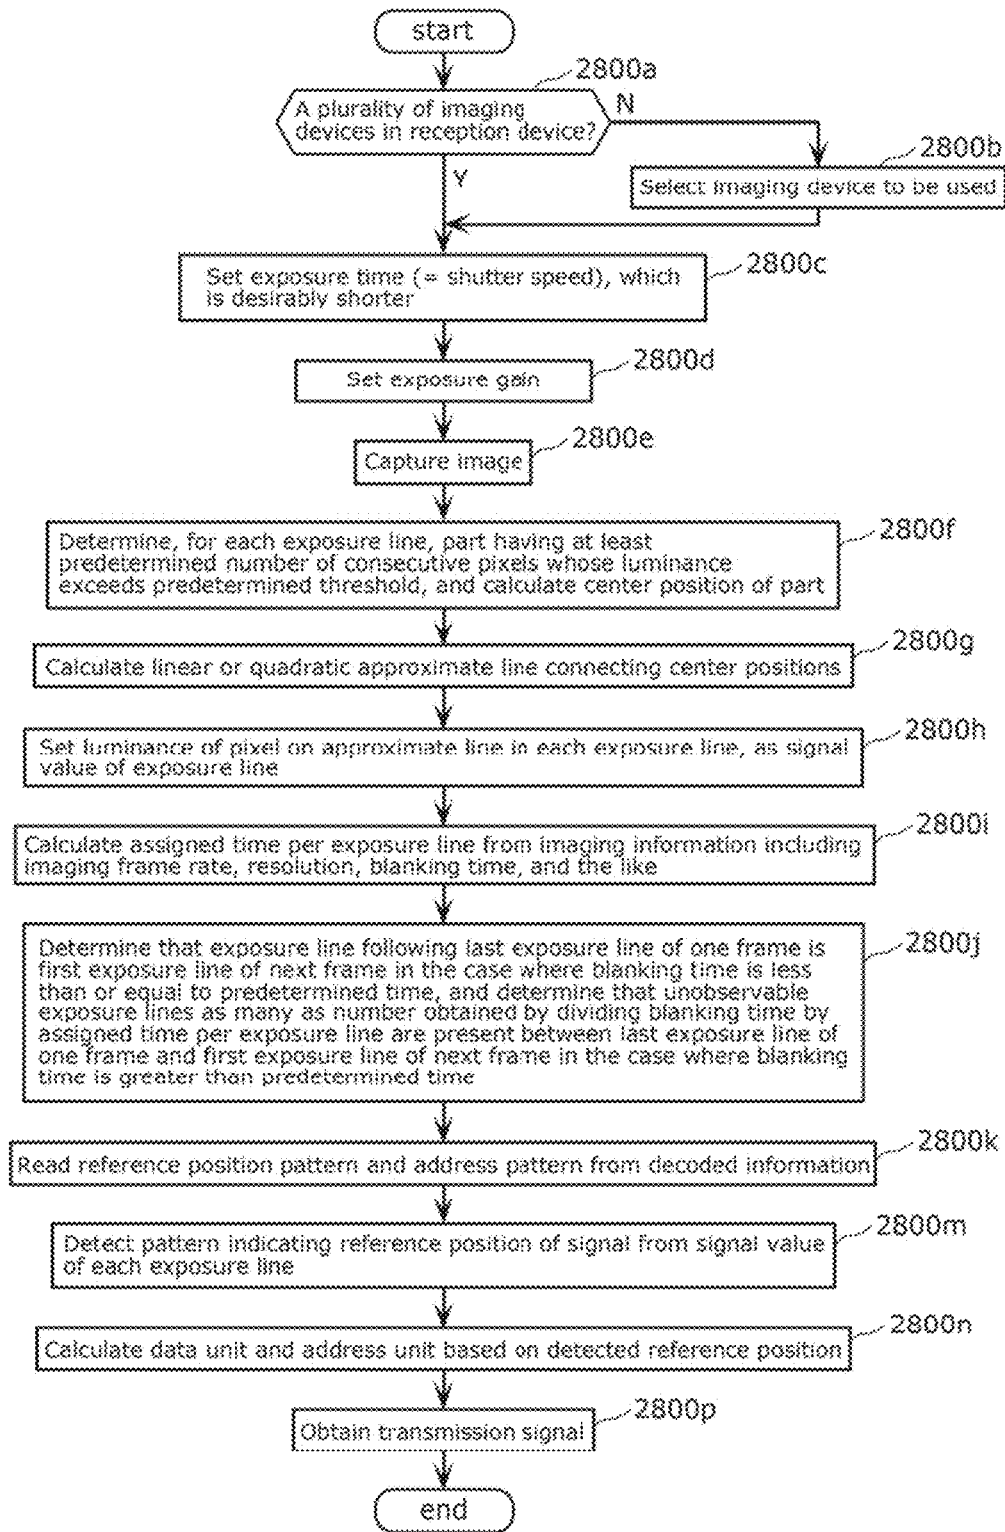 start
2800a
A plurality of imaging
devices in reception device?
N
Y
2800b
Select imaging device to be used
2800c
Set exposure time (= shutter speed), which
is desirably shorter
2800d
Set exposure gain
2800e
Capture image
2800f
Determine, for each exposure line, part having at least
predetermined number of consecutive pixels whose luminance
exceeds predetermined threshold, and calculate center position of part
2800g
Calculate linear or quadratic approximate line connecting center positions
2800h
Set luminance of pixel on approximate line in each exposure line, as signal
value of exposure line
2800i
Calculate assigned time per exposure line from imaging information including
imaging frame rate, resolution, blanking time, and the like
2800j
Determine that exposure line following last exposure line of one frame is
first exposure line of next frame in the case where blanking time is less
than or equal to predetermined time, and determine that unobservable
exposure lines as many as number obtained by dividing blanking time by
assigned time per exposure line are present between last exposure line of
one frame and first exposure line of next frame in the case where blanking
time is greater than predetermined time
2800k
Read reference position pattern and address pattern from decoded information
2800m
Detect pattern indicating reference position of signal from signal value
of each exposure line
2800n
Calculate data unit and address unit based on detected reference position
2800p
Obtain transmission signal
end